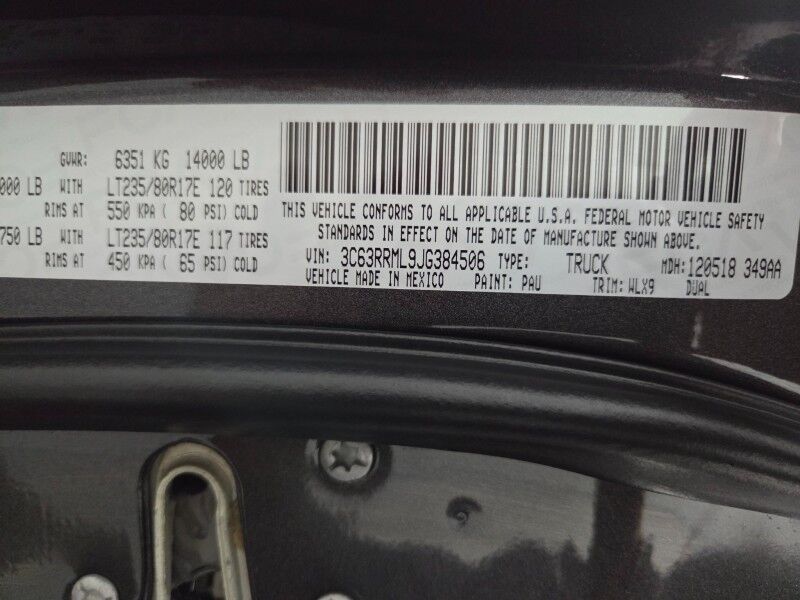 GVWR: 6351 KG 14000 LB
000 LB WITH LT235/80R17E 120 TIRES
RIMS AT 550 KPA ( 80 PSI) COLD
750 LB WITH LT235/80R17E 117 TIRES
RIMS AT 450 KPA ( 65 PSI) COLD
THIS VEHICLE CONFORMS TO ALL APPLICABLE U.S.A. FEDERAL MOTOR VEHICLE SAFETY
STANDARDS IN EFFECT ON THE DATE OF MANUFACTURE SHOWN ABOVE.
VIN: 3C63RRML9JG384506 TYPE: TRUCK MDH: 120518 349AA
VEHICLE MADE IN MEXICO PAINT: PAU TRIM: WLX9 DUAL